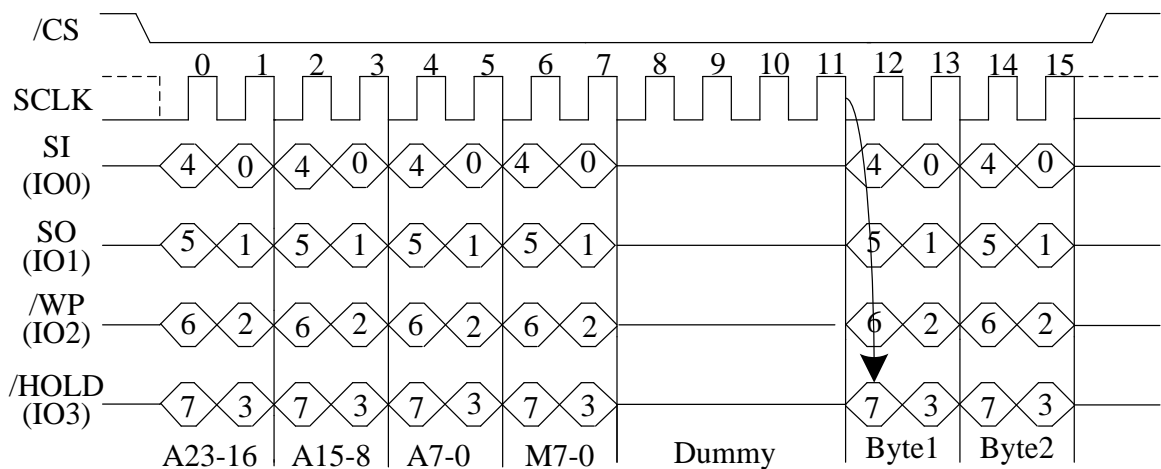 /CS
0 1 2 3 4 5 6 7 8 9 10 11 12 13 14 15
SCLK
SI
(IO0)
4 0 4 0 4 0 4 0 4 0 4 0
SO
(IO1)
5 1 5 1 5 1 5 1 5 1 5 1
/WP
(IO2)
6 2 6 2 6 2 6 2 6 2 6 2
/HOLD
(IO3)
7 3 7 3 7 3 7 3 7 3 7 3
A23-16 A15-8 A7-0 M7-0 Dummy Byte1 Byte2